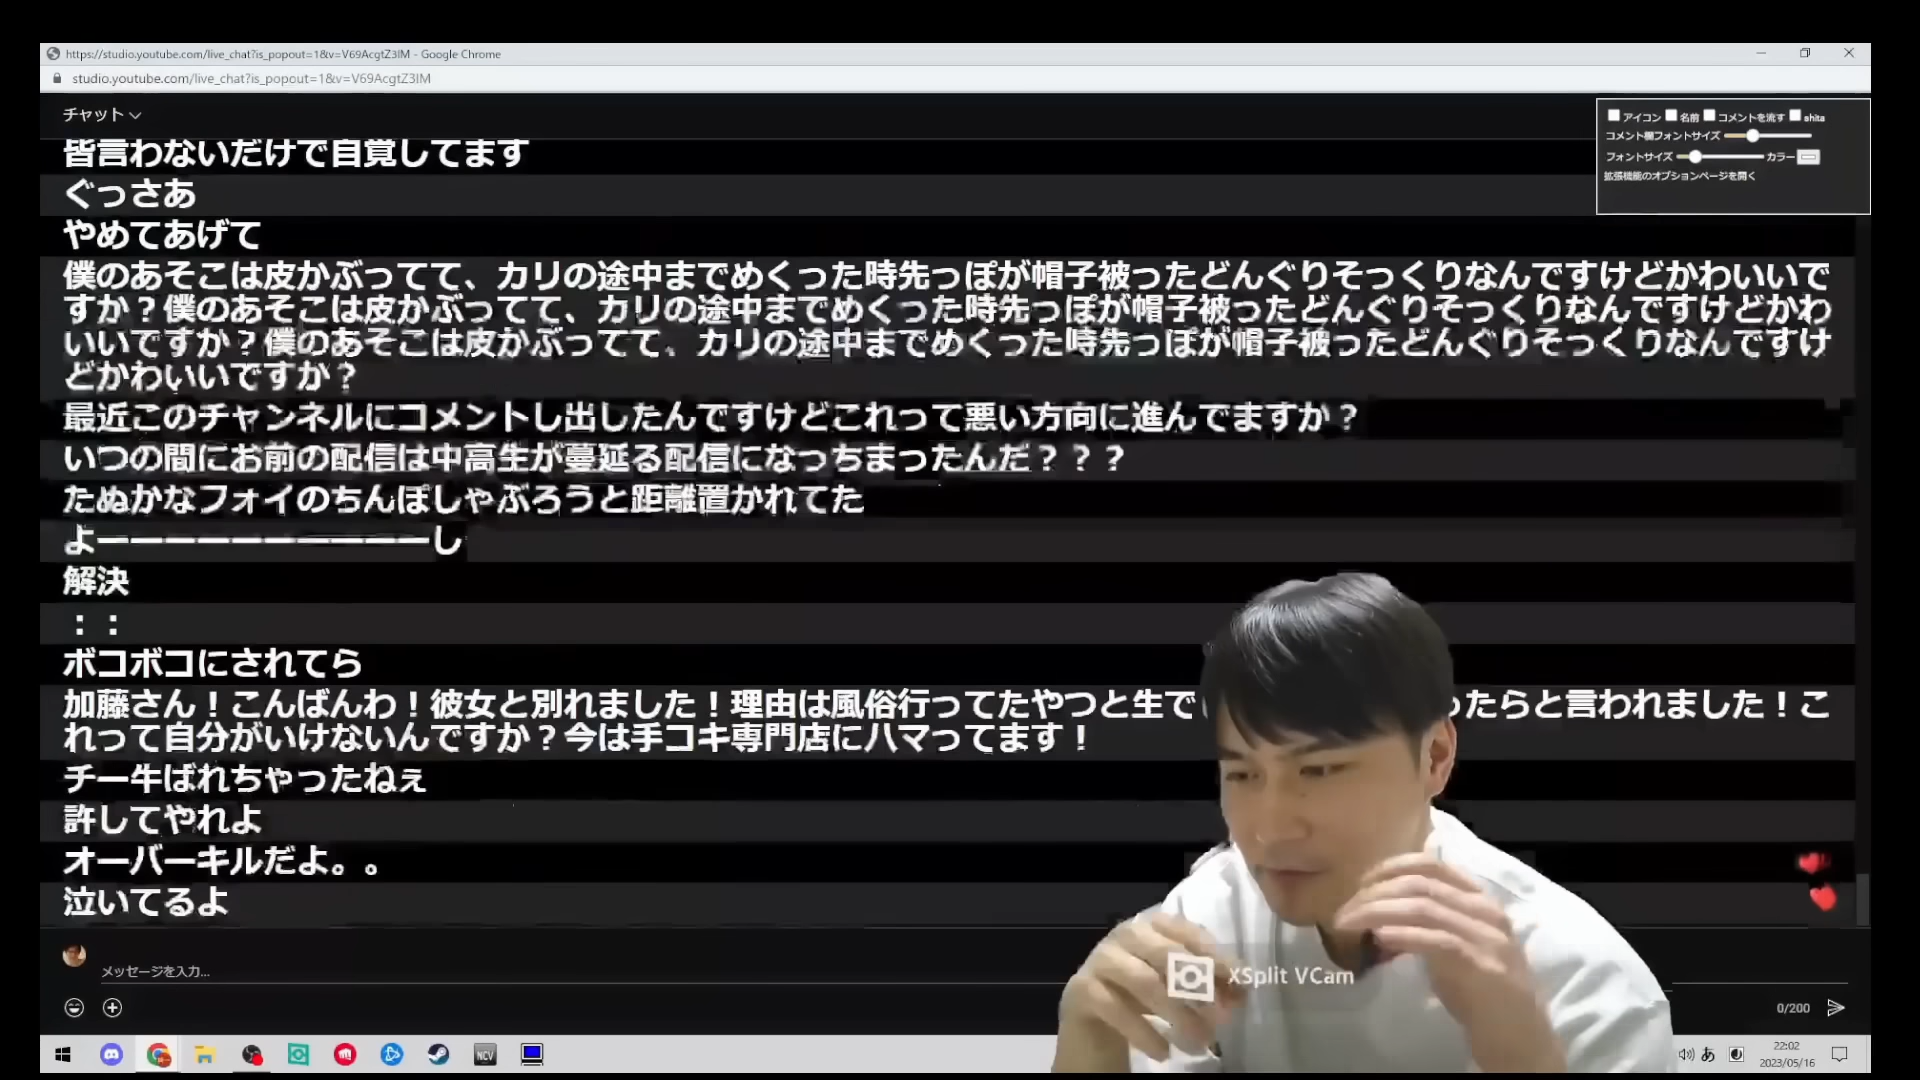 https://studio.youtube.com/live_chat?is_popout=1&v=V69AcgtZ3IM - Google Chrome
studio.youtube.com/live_chat?is_popout=1&v=V69AcgtZ3IM
チャット
アイコン 名前 コメントを流す shita
コメント欄フォントサイズ
フォントサイズ カラー
拡張機能のオプションページを開く
皆言わないだけで自覚してます
ぐっさあ
やめてあげて
僕のあそこは皮かぶってて、カリの途中までめくった時先っぽが帽子被ったどんぐりそっくりなんですけどかわいいで
すか？僕のあそこは皮かぶってて、カリの途中までめくった時先っぽが帽子被ったどんぐりそっくりなんですけどかわ
いいですか？僕のあそこは皮かぶってて、カリの途中までめくった時先っぽが帽子被ったどんぐりそっくりなんですけ
どかわいいですか？
最近このチャンネルにコメントし出したんですけどこれって悪い方向に進んでますか？
いつの間にお前の配信は中高生が蔓延る配信になっちまったんだ？？？
たぬかなフォイのちんぽしゃぶろうと距離置かれてた
よーーーーーーーーーーし
解決
：：
ボコボコにされてら
加藤さん！こんばんわ！彼女と別れました！理由は風俗行ってたやつと生で ったらと言われました！こ
れって自分がいけないんですか？今は手コキ専門店にハマってます！
チー牛ばれちゃったねぇ
許してやれよ
オーバーキルだよ。。
泣いてるよ
メッセージを入力...
XSplit VCam
0/200
NCV
あ
22:02
2023/05/16